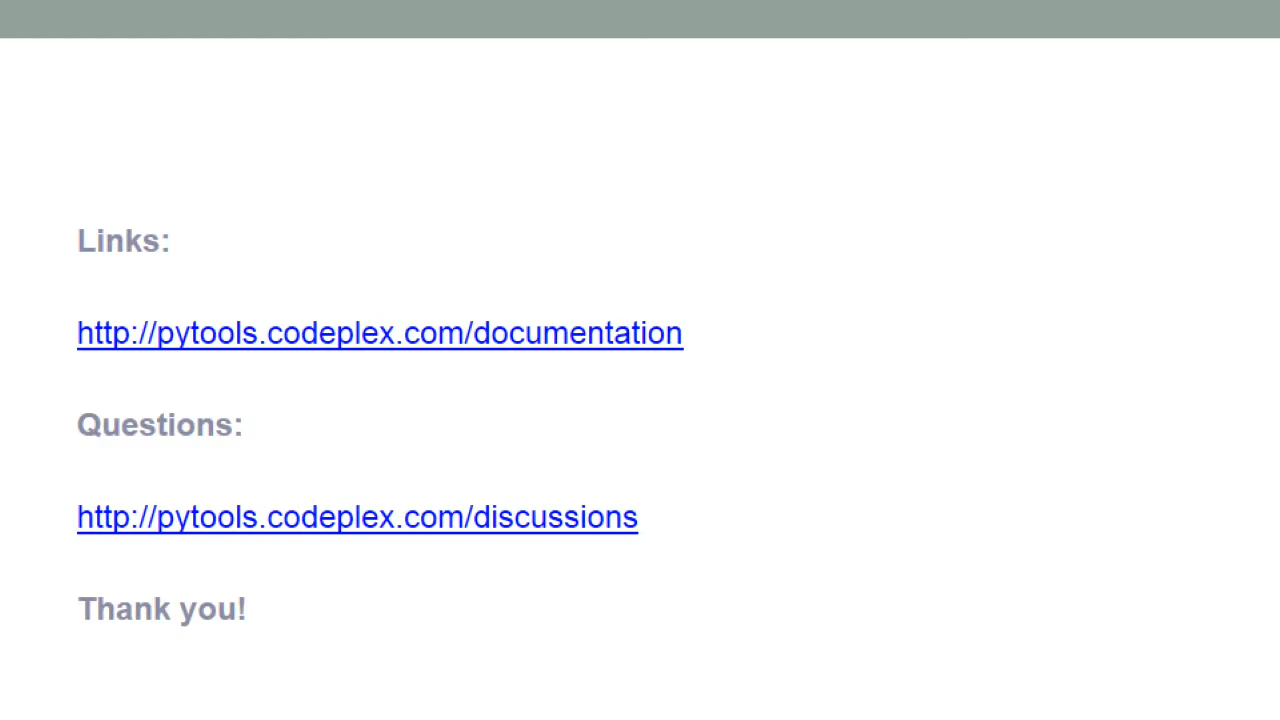 Links:
http://pytools.codeplex.com/documentation
Questions:
http://pytools.codeplex.com/discussions
Thank you!